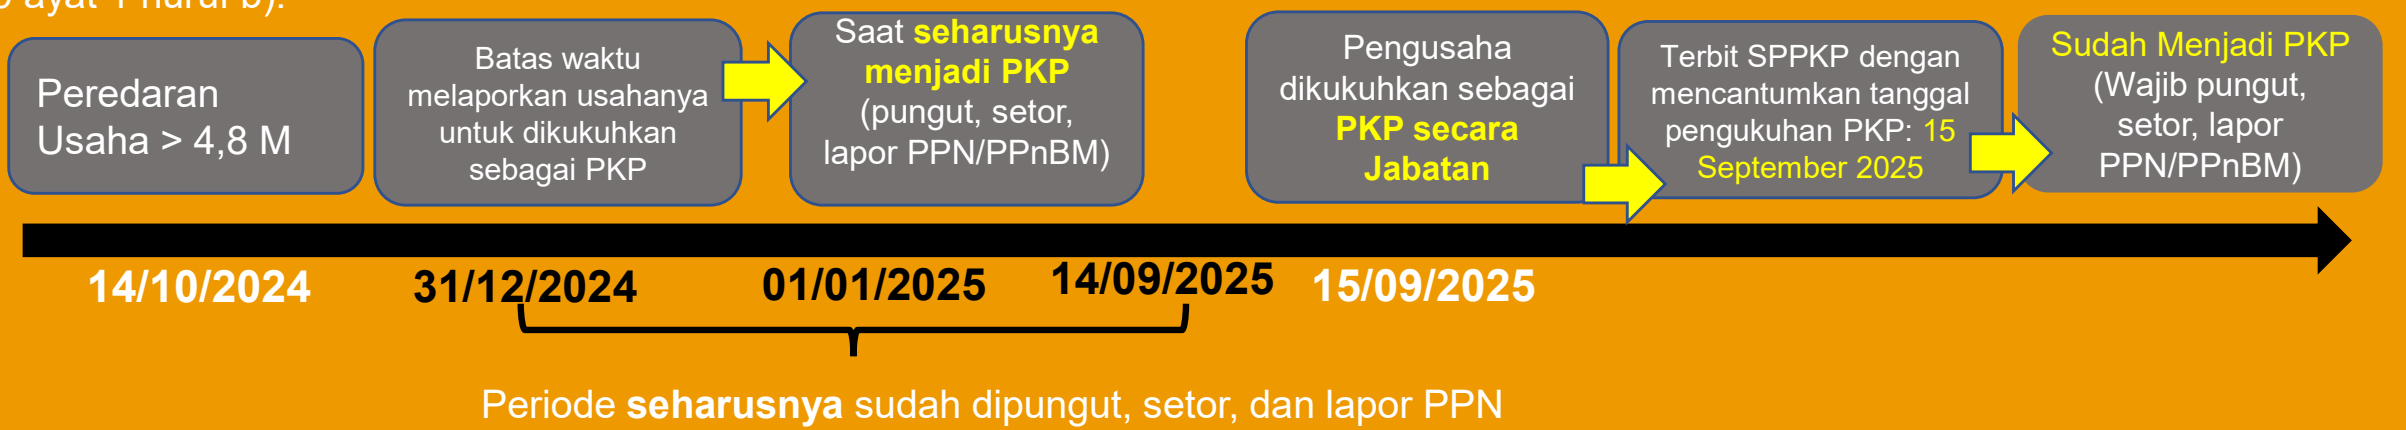 ayat 1 huruf b).
Peredaran
Usaha > 4,8 M
Batas waktu
melaporkan usahanya
untuk dikukuhkan
sebagai PKP
Saat seharusnya
menjadi PKP
(pungut, setor,
lapor PPN/PPnBM)
Pengusaha
dikukuhkan sebagai
PKP secara
Jabatan
Terbit SPPKP dengan
mencantumkan tanggal
pengukuhan PKP: 15
September 2025
Sudah Menjadi PKP
(Wajib pungut,
setor, lapor
PPN/PPnBM)
14/10/2024
31/12/2024
01/01/2025
14/09/2025
15/09/2025
Periode seharusnya sudah dipungut, setor, dan lapor PPN